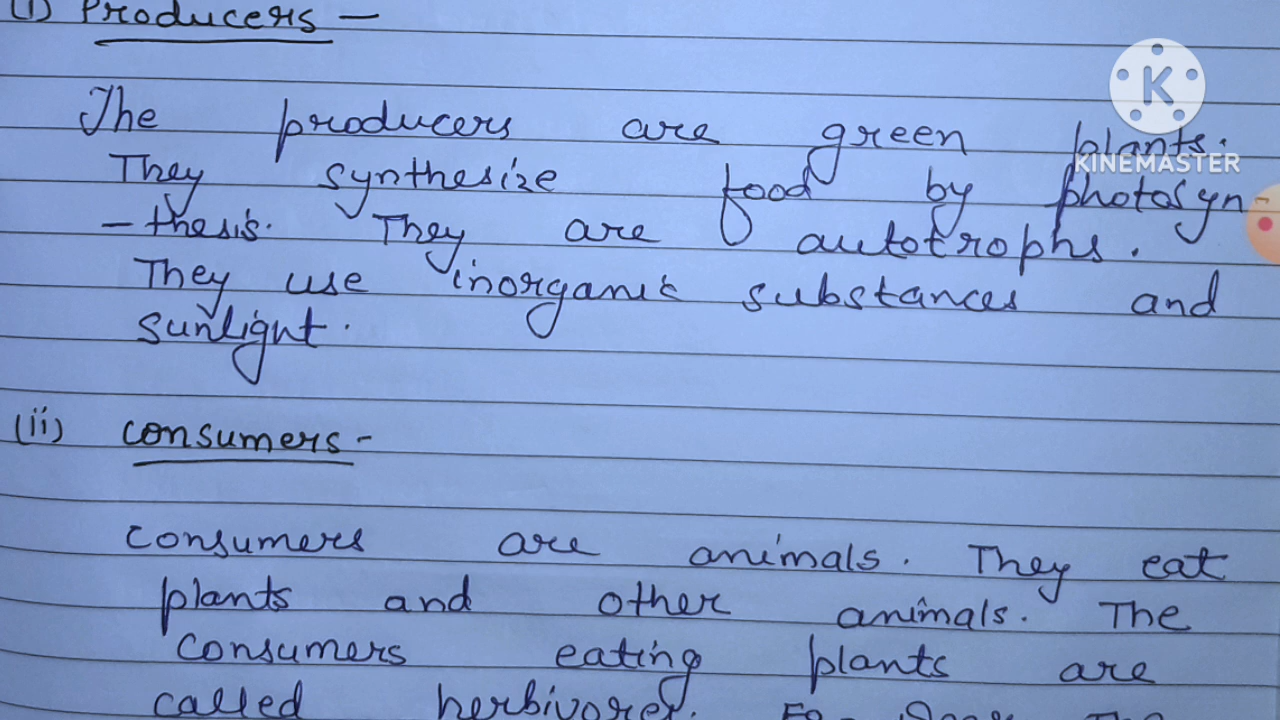 (i) Producers –
The producers are green plants.
They synthesize food by photosyn-
- thesis. They are autotrophs.
They use inorganic substances and
sunlight.
(ii) Consumers -
Consumers are animals. They eat
plants and other animals. The
consumers eating plants are
called herbivores.
K
KINEMASTER